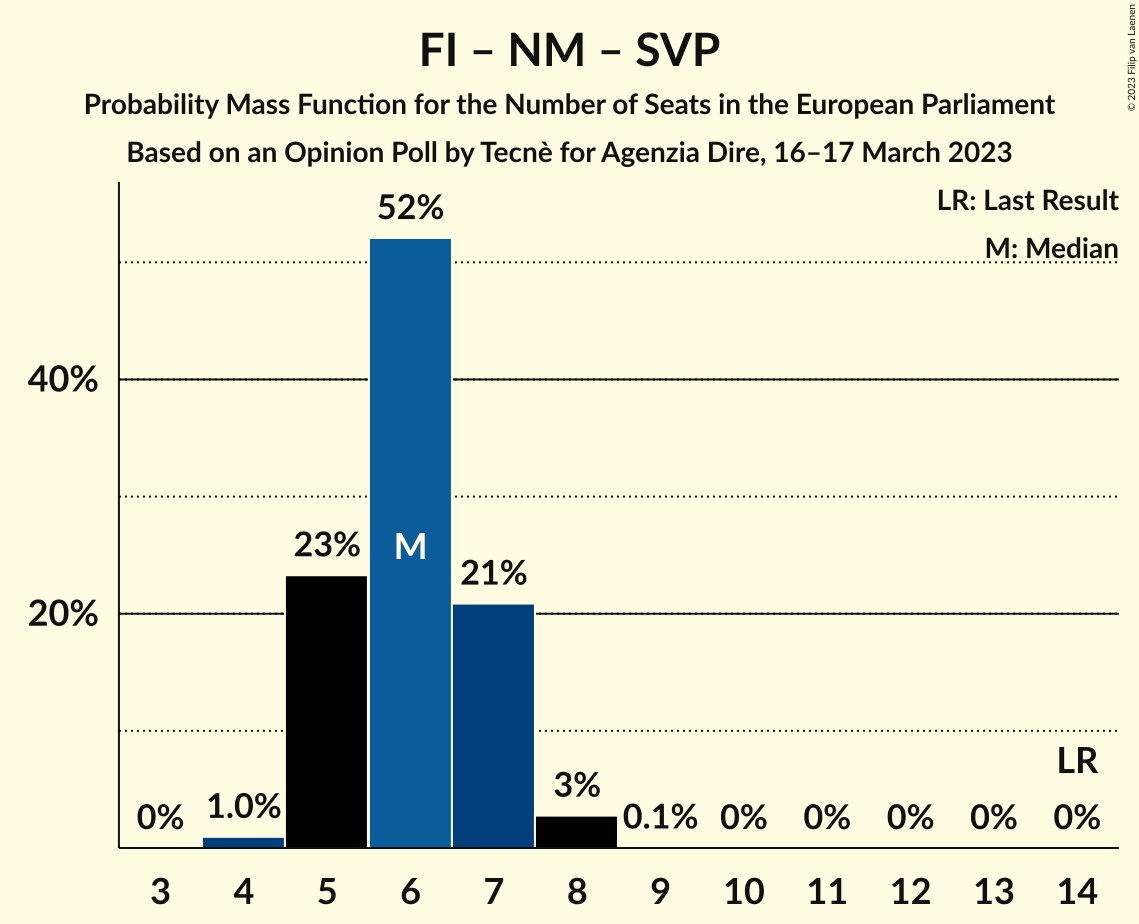 FI – NM – SVP
Probability Mass Function for the Number of Seats in the European Parliament
Based on an Opinion Poll by Tecnè for Agenzia Dire, 16–17 March 2023
© 2023 Filip van Laenen
LR: Last Result
M: Median
52%
40%
23%
M
21%
20%
LR
0%
1.0%
3%
0.1%
0%
0%
0%
0%
0%
3 4 5 6 7 8 9 10 11 12 13 14